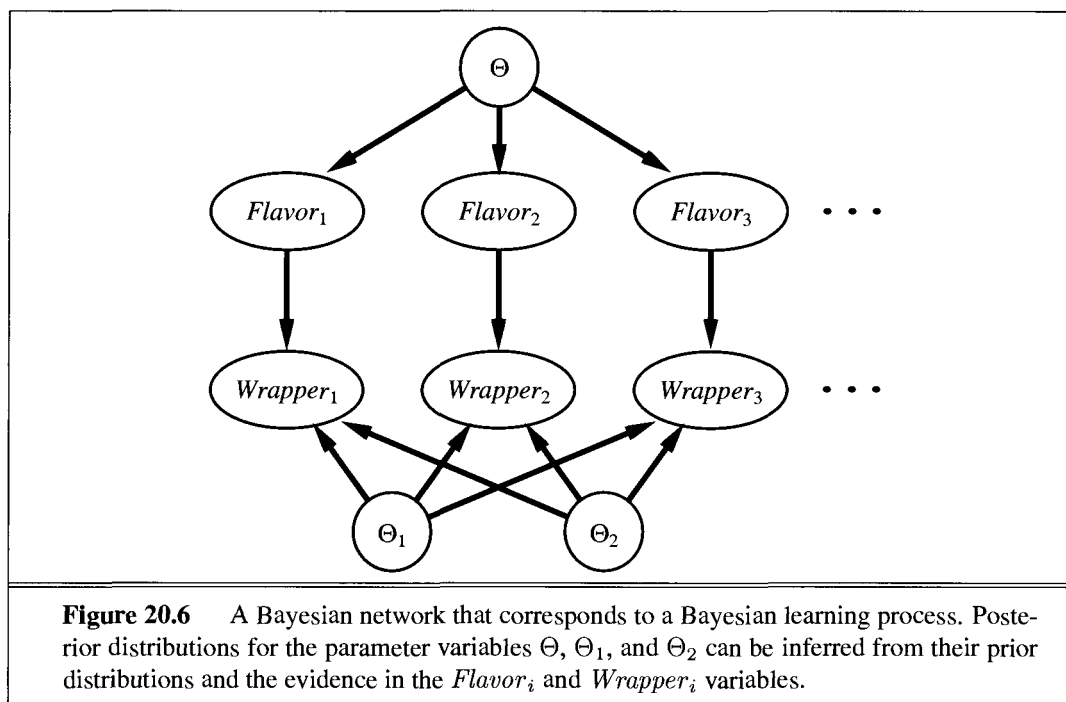 Θ
Flavor₁ Flavor₂ Flavor₃ • • •
Wrapper₁ Wrapper₂ Wrapper₃ • • •
Θ₁ Θ₂
Figure 20.6 A Bayesian network that corresponds to a Bayesian learning process. Poste-
rior distributions for the parameter variables Θ, Θ₁, and Θ₂ can be inferred from their prior
distributions and the evidence in the Flavorᵢ and Wrapperᵢ variables.